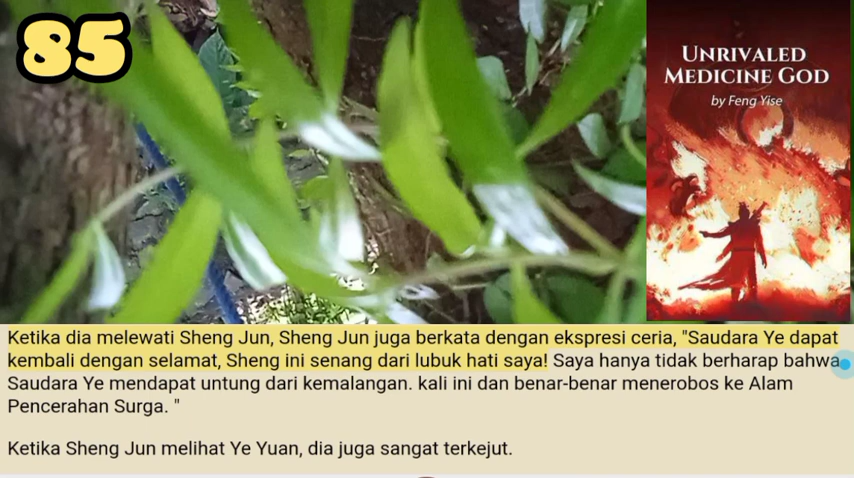 85
UNRIVALED
MEDICINE GOD
by Feng Yise
Ketika dia melewati Sheng Jun, Sheng Jun juga berkata dengan ekspresi ceria, "Saudara Ye dapat
kembali dengan selamat, Sheng ini senang dari lubuk hati saya! Saya hanya tidak berharap bahwa
Saudara Ye mendapat untung dari kemalangan. kali ini dan benar-benar menerobos ke Alam
Pencerahan Surga. "
Ketika Sheng Jun melihat Ye Yuan, dia juga sangat terkejut.